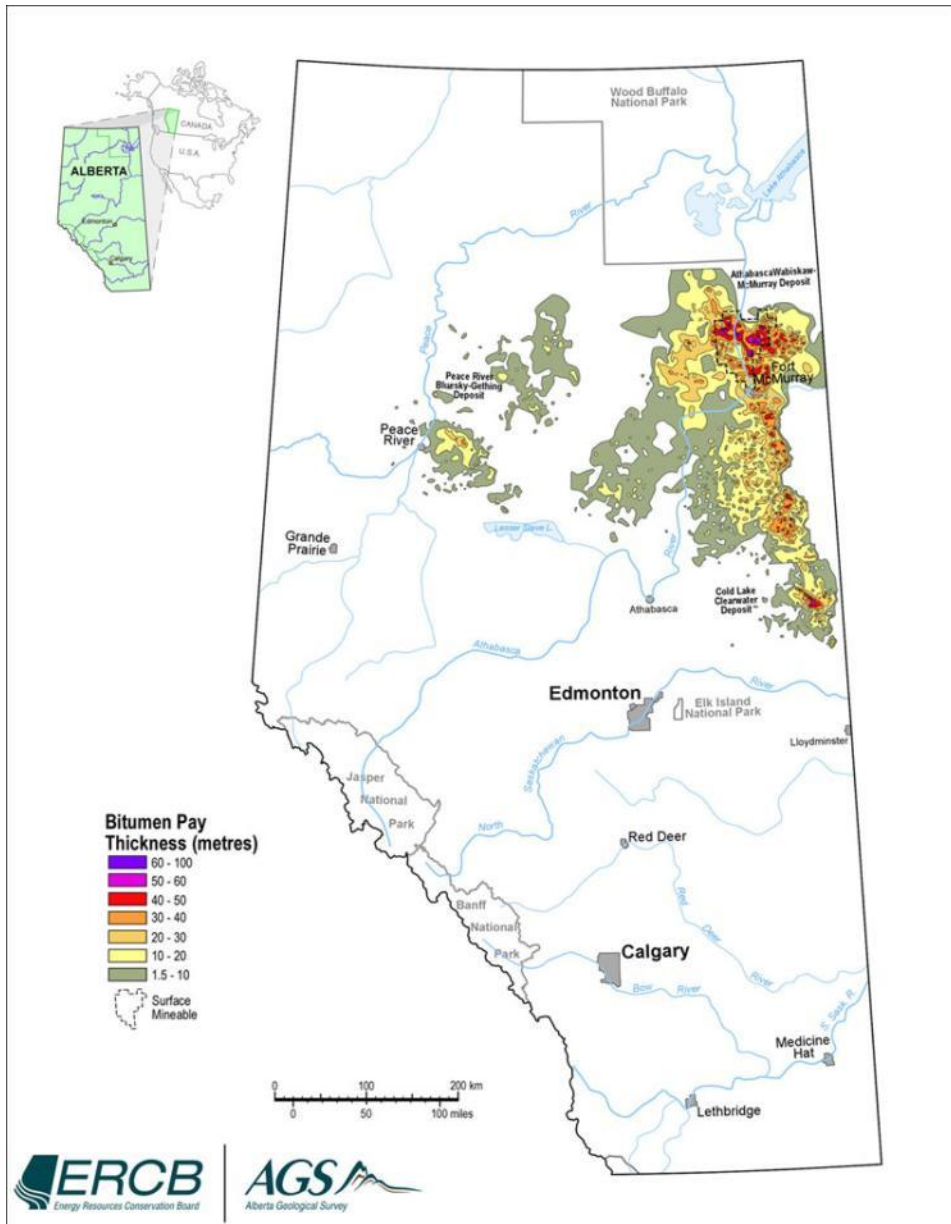 CANADA
U.S.A.
ALBERTA
Edmonton
Calgary
Wood Buffalo
National Park
Lake Athabasca
River
Peace
AthabascaWabiskaw-
McMurray Deposit
Fort
McMurray
Peace River
Bluesky-Gething
Deposit
Peace
River
Lesser Slave L.
Grande
Prairie
River
Athabasca
Cold Lake
Clearwater
Deposit
Athabasca
Edmonton
River
Elk Island
National Park
Lloydminster
Saskatchewan
North
Jasper
National
Park
Red Deer
Red
Deer
River
Banff
National
Park
Calgary
Bow
River
S. Sask. R.
Medicine
Hat
Lethbridge
Bitumen Pay
Thickness (metres)
60 - 100
50 - 60
40 - 50
30 - 40
20 - 30
10 - 20
1.5 - 10
Surface
Mineable
0 100 200 km
0 50 100 miles
ERCB
Energy Resources Conservation Board
AGS
Alberta Geological Survey